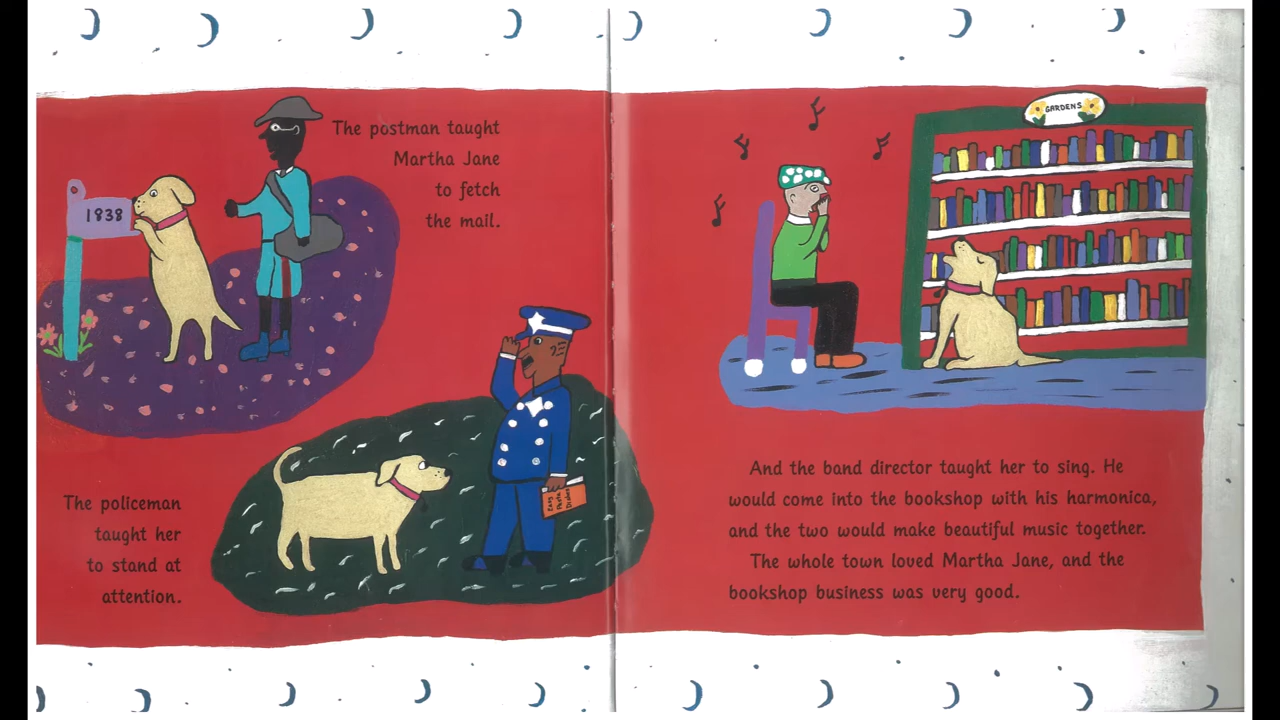 The postman taught
Martha Jane
to fetch
the mail.
1838
The policeman
taught her
to stand at
attention.
Easy
Pasta
Dishes
GARDENS
And the band director taught her to sing. He
would come into the bookshop with his harmonica,
and the two would make beautiful music together.
The whole town loved Martha Jane, and the
bookshop business was very good.